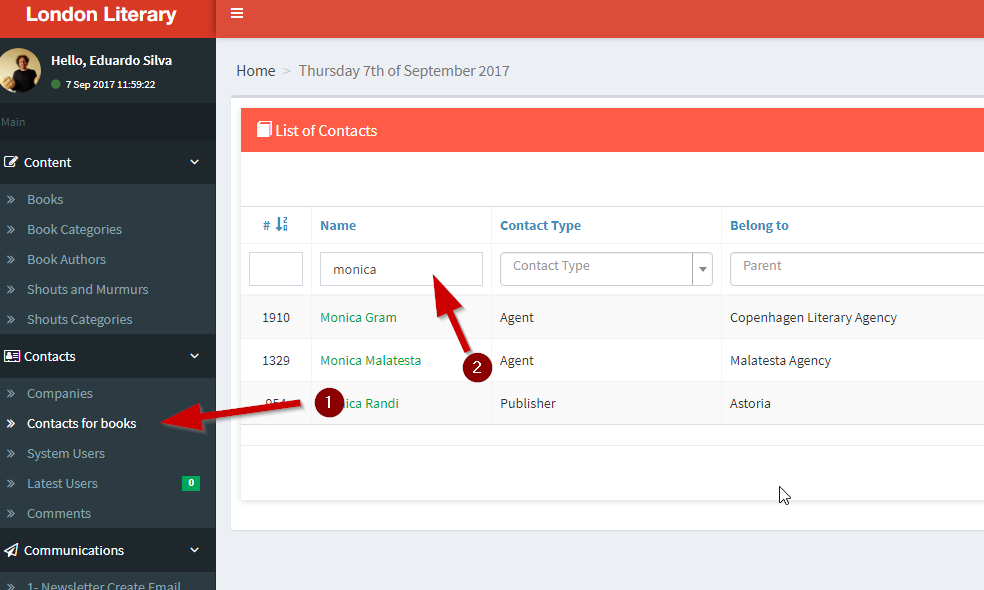 London Literary
Hello, Eduardo Silva
7 Sep 2017 11:59:22
Main
Content
Books
Book Categories
Book Authors
Shouts and Murmurs
Shouts Categories
Contacts
Companies
Contacts for books
System Users
Latest Users 0
Comments
Communications
1- Newsletter Create Email
Home > Thursday 7th of September 2017
List of Contacts
# Name Contact Type Belong to
monica Contact Type Parent
1910 Monica Gram Agent Copenhagen Literary Agency
1329 Monica Malatesta Agent Malatesta Agency
Randi Publisher Astoria
1
2